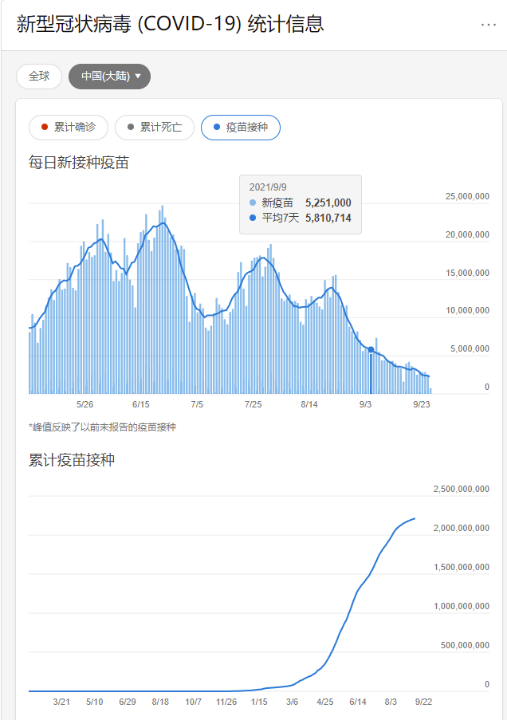 新型冠状病毒 (COVID-19) 统计信息
···
全球
中国(大陆) ▼
累计确诊
累计死亡
疫苗接种
每日新接种疫苗
2021/9/9
新疫苗 5,251,000
平均7天 5,810,714
25,000,000
20,000,000
15,000,000
10,000,000
5,000,000
0
5/26 6/15 7/5 7/25 8/14 9/3 9/23
*峰值反映了以前未报告的疫苗接种
累计疫苗接种
2,500,000,000
2,000,000,000
1,500,000,000
1,000,000,000
500,000,000
0
3/21 5/10 6/29 8/18 10/7 11/26 1/15 3/6 4/25 6/14 8/3 9/22